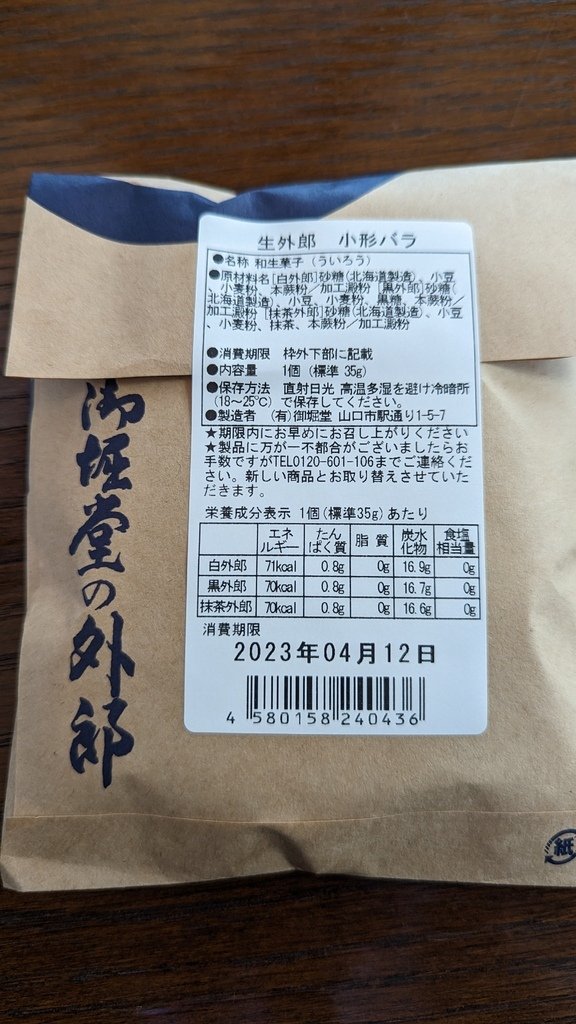 生外郎 小形バラ
●名称 和生菓子(ういろう)
●原材料名[白外郎]砂糖(北海道製造)、小豆
、小麦粉、本蕨粉/加工澱粉 [黒外郎]砂糖(
北海道製造)、小豆、小麦粉、黒糖、本蕨粉/
加工澱粉 [抹茶外郎]砂糖(北海道製造)、小豆
、小麦粉、抹茶、本蕨粉/加工澱粉
●消費期限 枠外下部に記載
●内容量 1個(標準 35g)
●保存方法 直射日光 高温多湿を避け冷暗所
(18~25℃)で保存してください。
●製造者 (有)御堀堂 山口市駅通り1-5-7
★期限内にお早めにお召し上がりください
★製品に万が一不都合がございましたらお
手数ですがTEL0120-601-106までご連絡くだ
さい。新しい商品とお取り替えさせていた
だきます。
栄養成分表示 1個(標準35g)あたり
エネルギー たんぱく質 脂質 炭水化物 食塩相当量
白外郎 71kcal 0.8g 0g 16.9g 0g
黒外郎 70kcal 0.8g 0g 16.7g 0g
抹茶外郎 70kcal 0.8g 0g 16.6g 0g
消費期限
2023年04月12日
4 580158 240436
御堀堂の外郎
紙